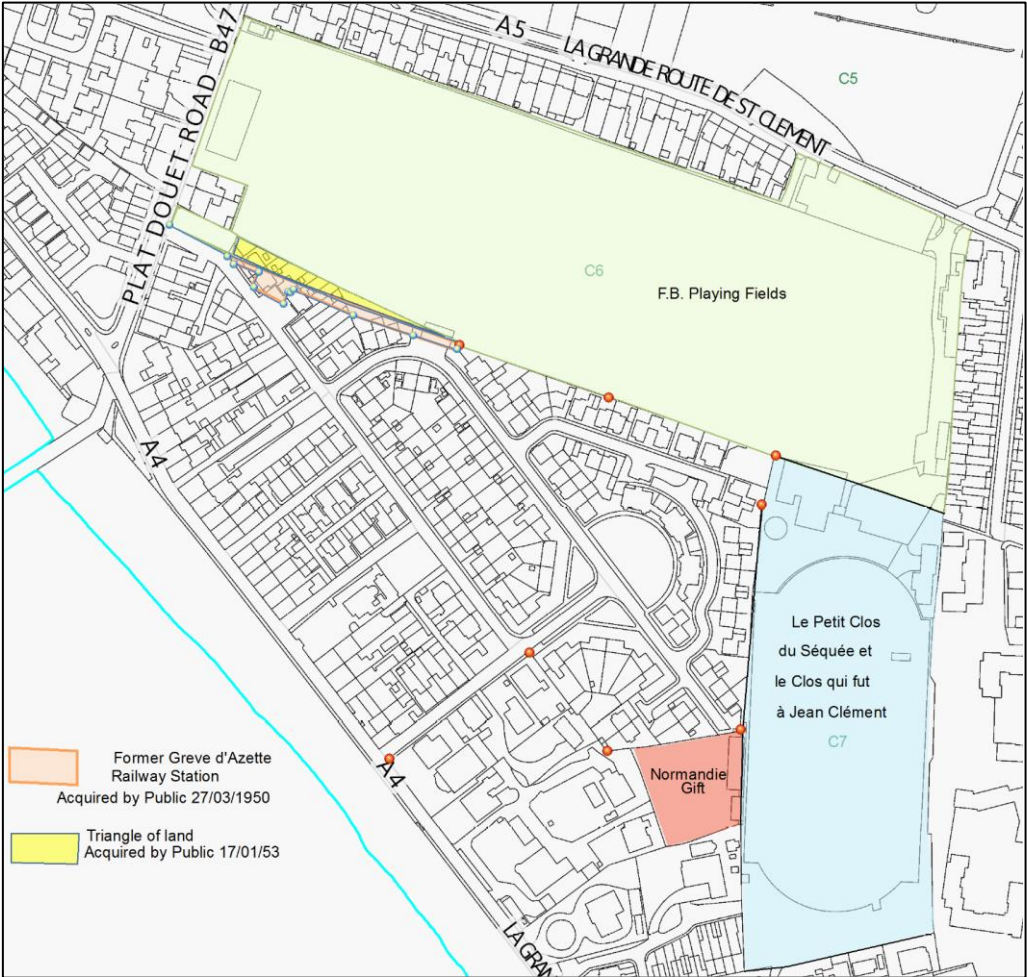 A5 LA GRANDE ROUTE DE ST CLEMENT
PLAT DOUET ROAD B47
C5
C6
F.B. Playing Fields
A4
Le Petit Clos
du Séquée et
le Clos qui fut
à Jean Clément
C7
Normandie
Gift
A4
LA GRAN
Former Greve d'Azette
Railway Station
Acquired by Public 27/03/1950
Triangle of land
Acquired by Public 17/01/53